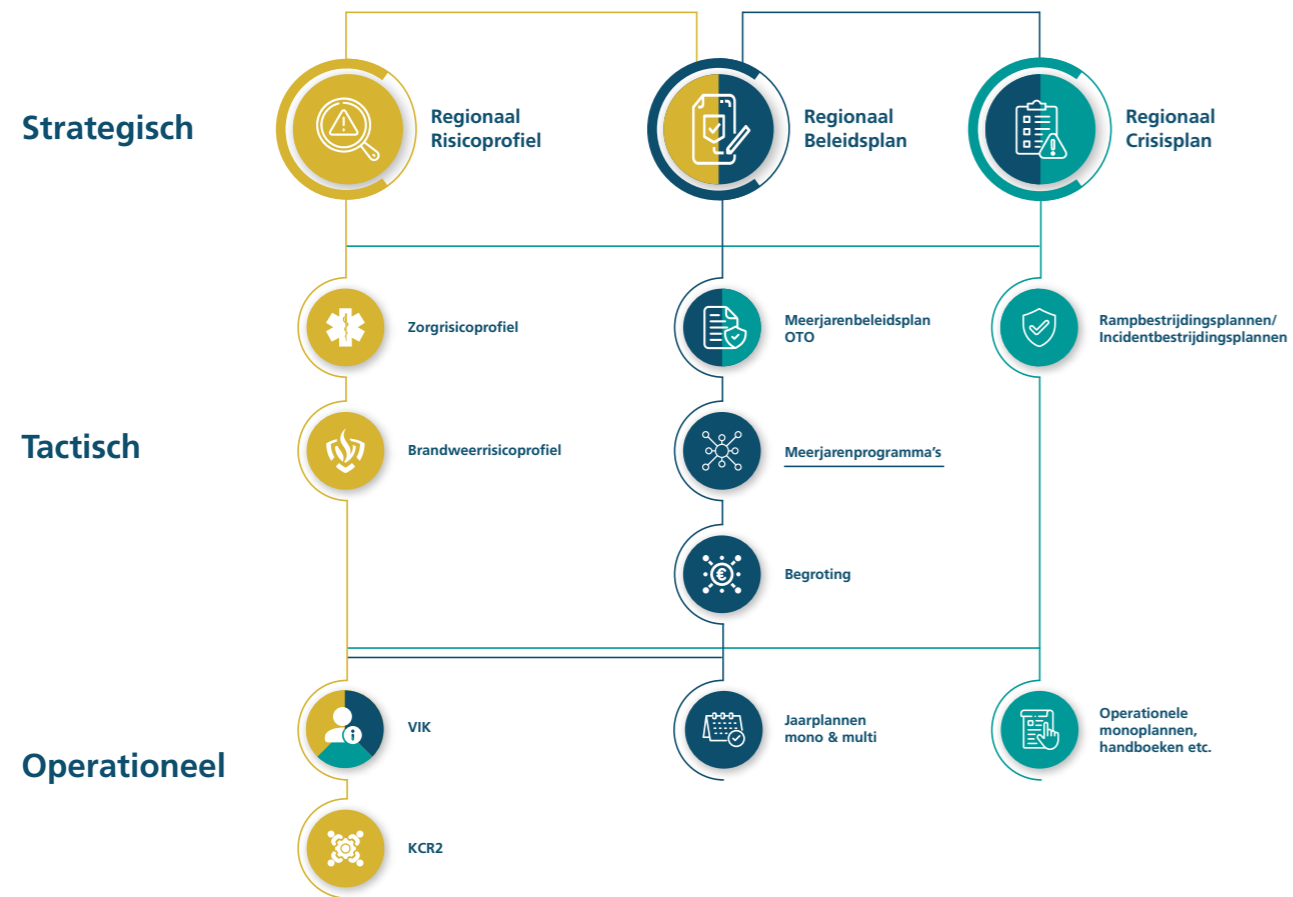 Strategisch
Regionaal
Risicoprofiel
Regionaal
Beleidsplan
Regionaal
Crisisplan
Zorgrisicoprofiel
Meerjarenbeleidsplan
OTO
Rampbestrijdingsplannen/
Incidentbestrijdingsplannen
Tactisch
Brandweerrisicoprofiel
Meerjarenprogramma's
€
Begroting
Operationeel
VIK
Jaarplannen
mono & multi
Operationele
monoplannen,
handboeken etc.
KCR2